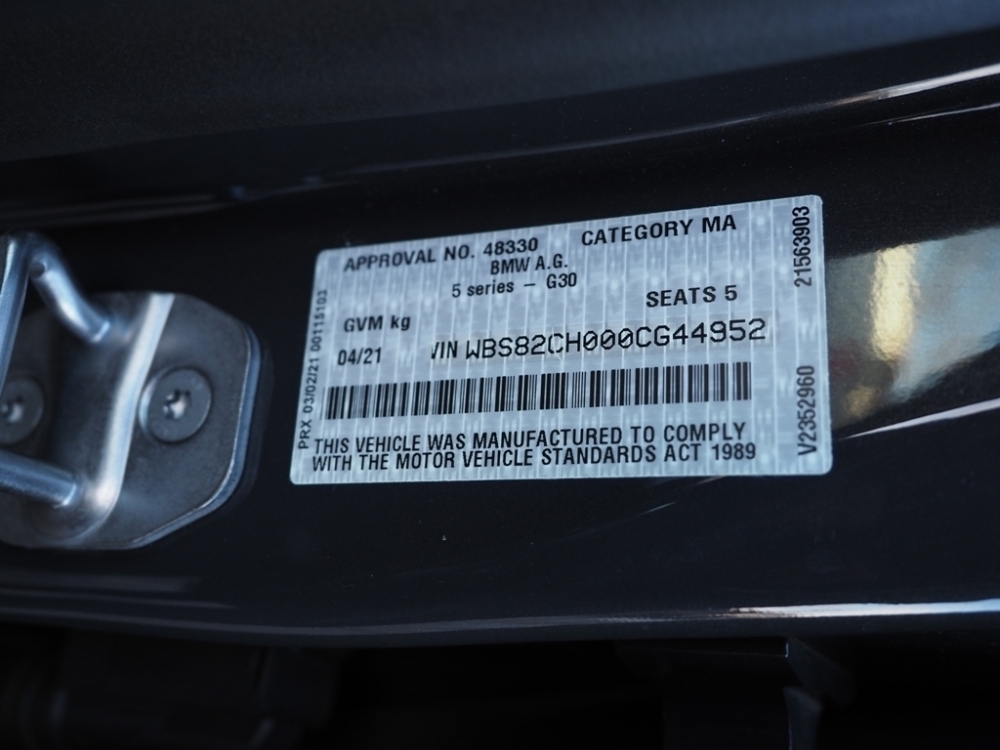 APPROVAL NO. 48330 CATEGORY MA
BMW A.G.
5 series – G30
SEATS 5
GVM kg
04/21 VIN WBS82CH000CG44952
THIS VEHICLE WAS MANUFACTURED TO COMPLY
WITH THE MOTOR VEHICLE STANDARDS ACT 1989
PRX 03/02/21 00115103
21563903
V2352960